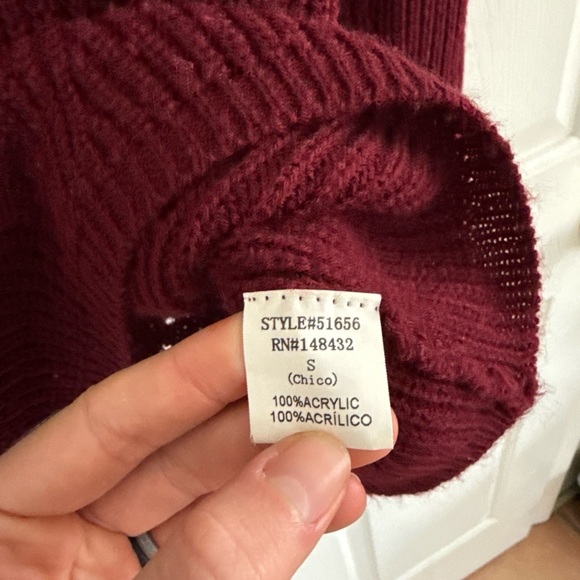 STYLE#51656
RN#148432
S
(Chico)
100%ACRYLIC
100%ACRÍLICO